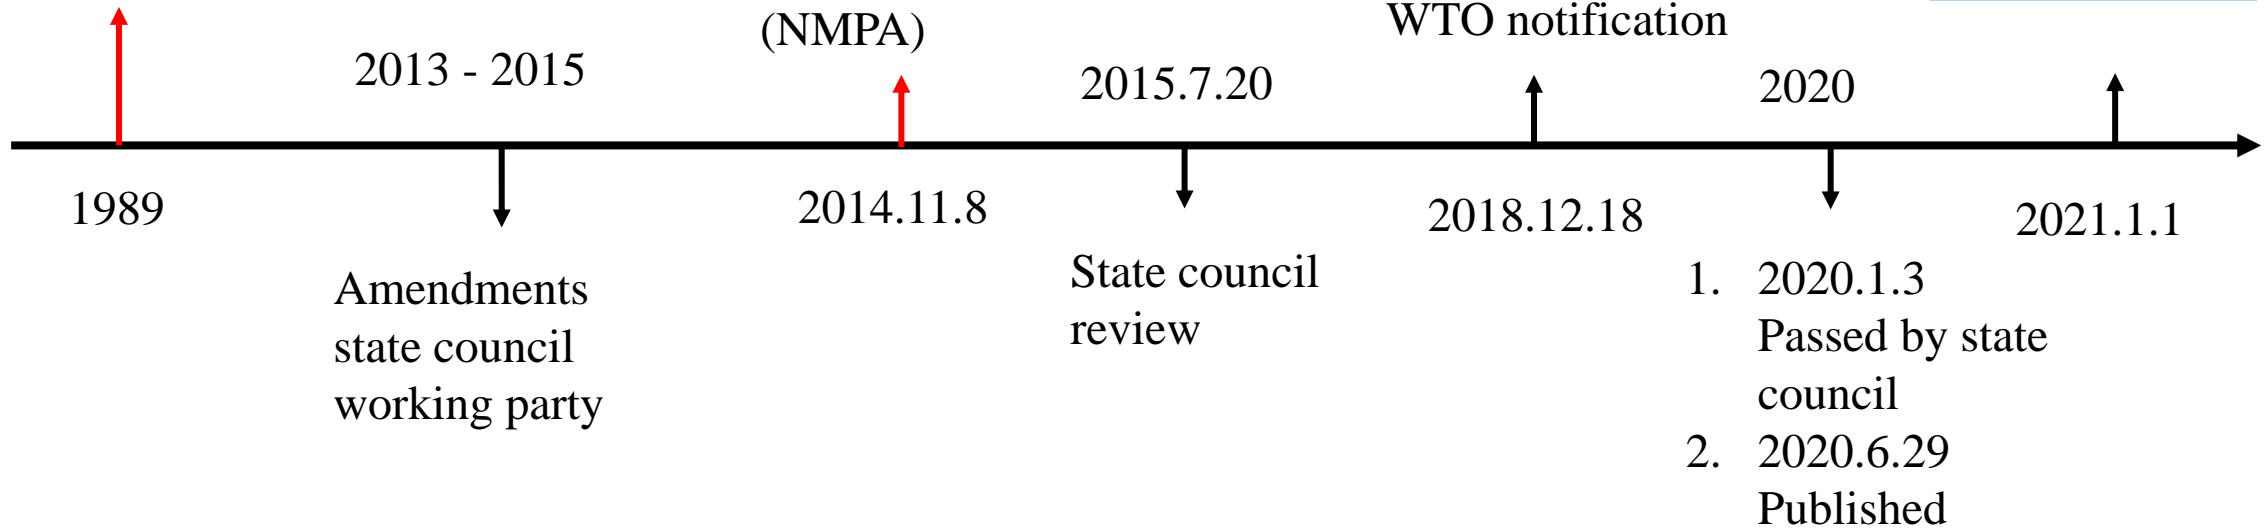 (NMPA)
WTO notification
2013 - 2015
2015.7.20
2020
1989
2014.11.8
2018.12.18
2021.1.1
Amendments
state council
working party
State council
review
1. 2020.1.3
Passed by state
council
2. 2020.6.29
Published